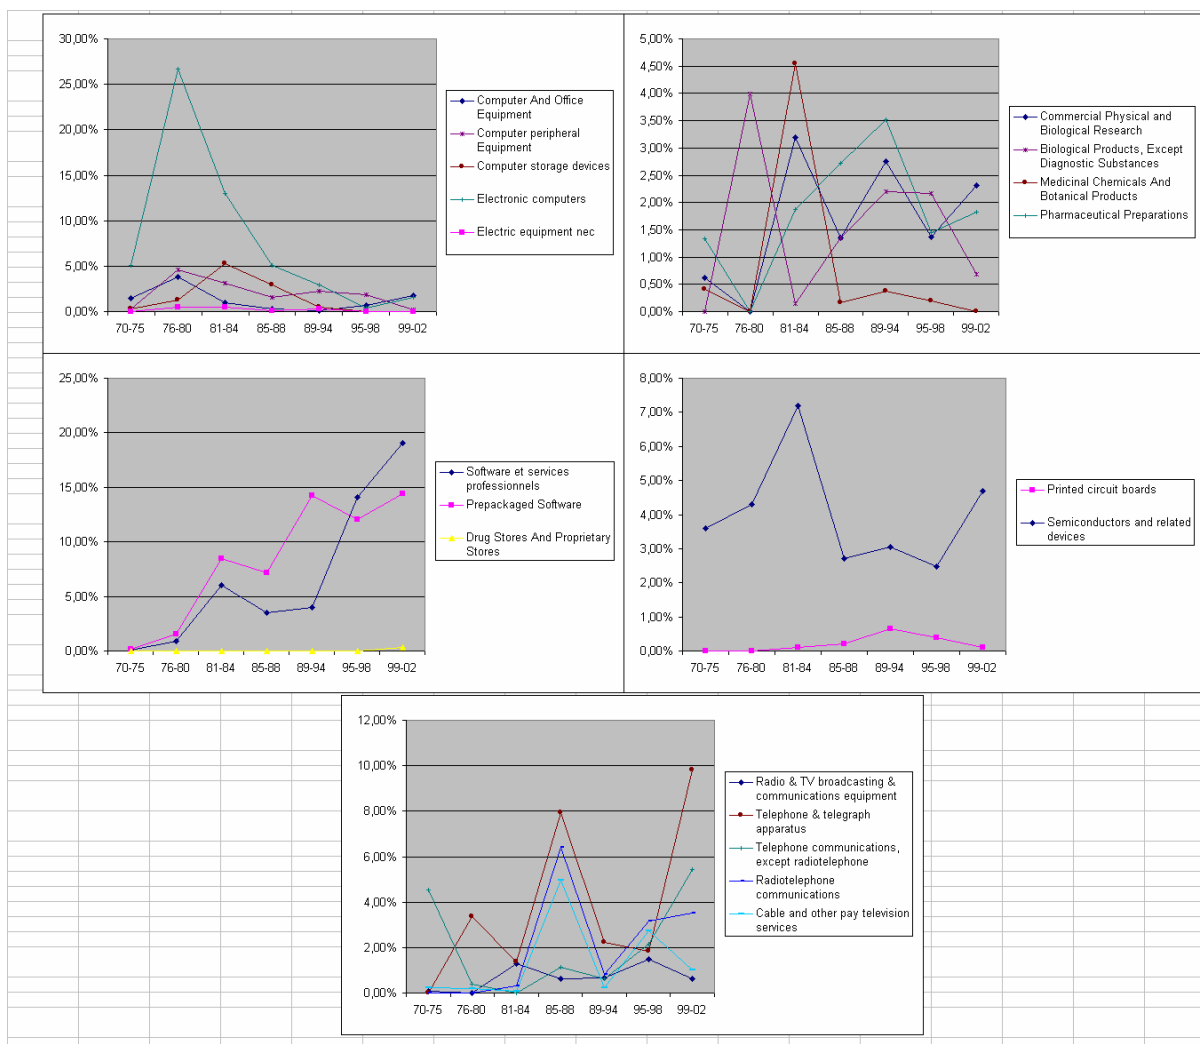 30,00%
25,00%
20,00%
15,00%
10,00%
5,00%
0,00%
70-75 76-80 81-84 85-88 89-94 95-98 99-02
Computer And Office
Equipment
Computer peripheral
Equipment
Computer storage devices
Electronic computers
Electric equipment nec
5,00%
4,50%
4,00%
3,50%
3,00%
2,50%
2,00%
1,50%
1,00%
0,50%
0,00%
70-75 76-80 81-84 85-88 89-94 95-98 99-02
Commercial Physical and
Biological Research
Biological Products, Except
Diagnostic Substances
Medicinal Chemicals And
Botanical Products
Pharmaceutical Preparations
25,00%
20,00%
15,00%
10,00%
5,00%
0,00%
70-75 76-80 81-84 85-88 89-94 95-98 99-02
Software et services
professionnels
Prepackaged Software
Drug Stores And Proprietary
Stores
8,00%
7,00%
6,00%
5,00%
4,00%
3,00%
2,00%
1,00%
0,00%
70-75 76-80 81-84 85-88 89-94 95-98 99-02
Printed circuit boards
Semiconductors and related
devices
12,00%
10,00%
8,00%
6,00%
4,00%
2,00%
0,00%
70-75 76-80 81-84 85-88 89-94 95-98 99-02
Radio & TV broadcasting &
communications equipment
Telephone & telegraph
apparatus
Telephone communications,
except radiotelephone
Radiotelephone
communications
Cable and other pay television
services